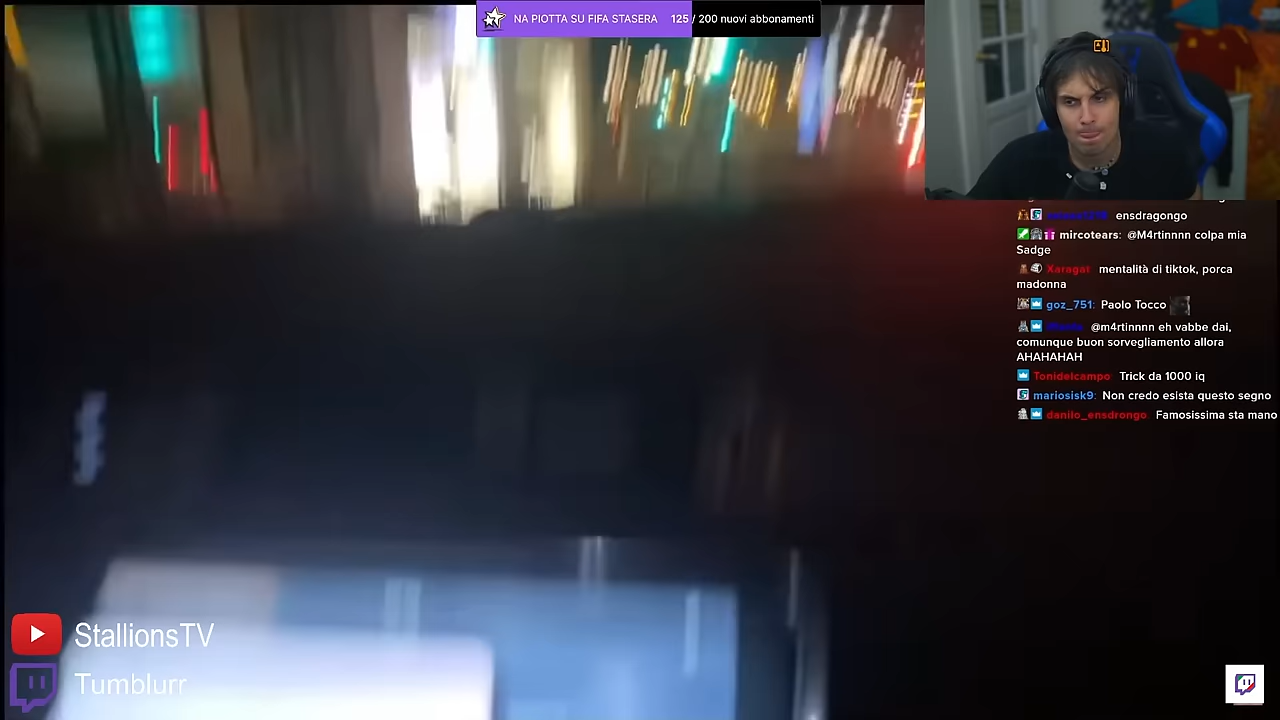 NA PIOTTA SU FIFA STASERA 125 / 200 nuovi abbonamenti
ensdragongo
mircotears: @M4rtinnnn colpa mia
Sadge
Xaragat mentalità di tiktok, porca
madonna
goz_751: Paolo Tocco
@m4rtinnnn eh vabbe dai,
comunque buon sorvegliamento allora
AHAHAHAH
Tonidelcampo Trick da 1000 iq
mariosisk9: Non credo esista questo segno
danilo_ensdrongo Famosissima sta mano
StallionsTV
Tumblurr